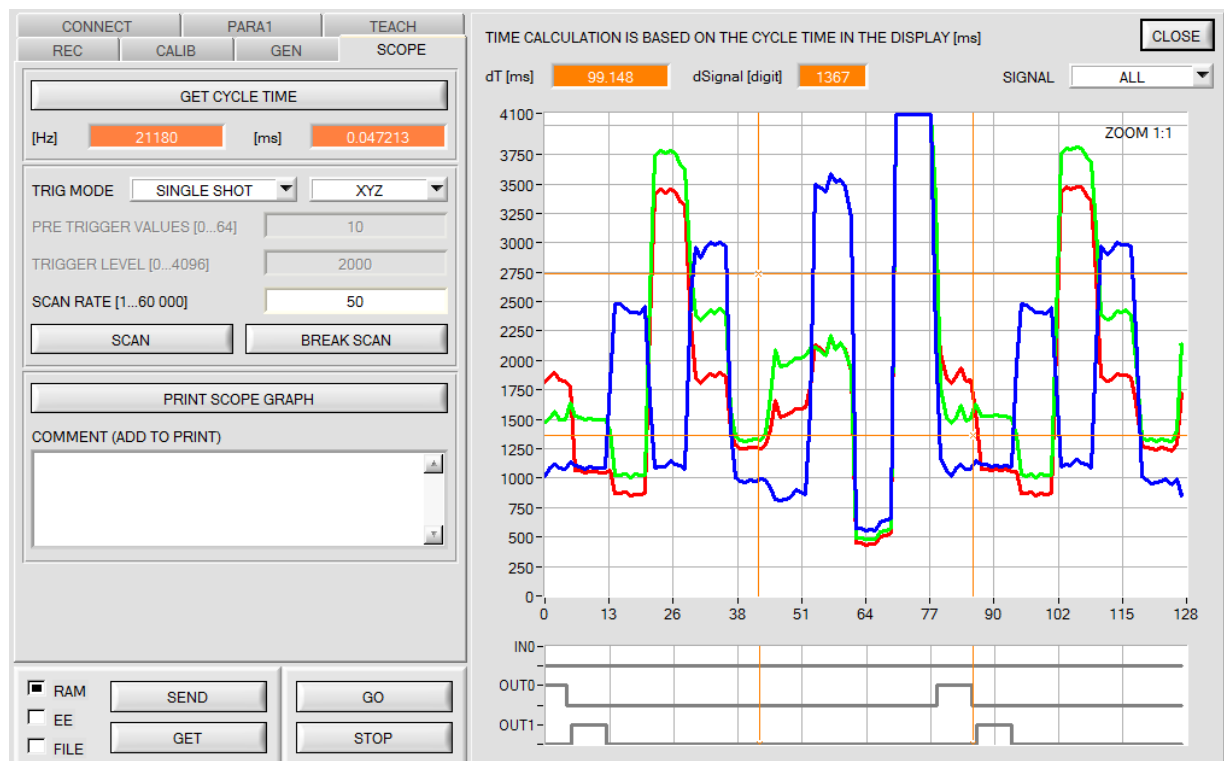 CONNECT PARA1 TEACH
REC CALIB GEN SCOPE
GET CYCLE TIME
[Hz] 21180 [ms] 0.047213
TRIG MODE SINGLE SHOT XYZ
PRE TRIGGER VALUES [0...64] 10
TRIGGER LEVEL [0...4096] 2000
SCAN RATE [1...60 000] 50
SCAN BREAK SCAN
PRINT SCOPE GRAPH
COMMENT (ADD TO PRINT)
RAM SEND GO
EE
GET STOP
FILE
TIME CALCULATION IS BASED ON THE CYCLE TIME IN THE DISPLAY [ms] CLOSE
dT [ms] 99.148 dSignal [digit] 1367 SIGNAL ALL
4100
ZOOM 1:1
3750
3500
3250
3000
2750
2500
2250
2000
1750
1500
1250
1000
750
500
250
0
0 13 26 38 51 64 77 90 102 115 128
IN0
OUT0
OUT1